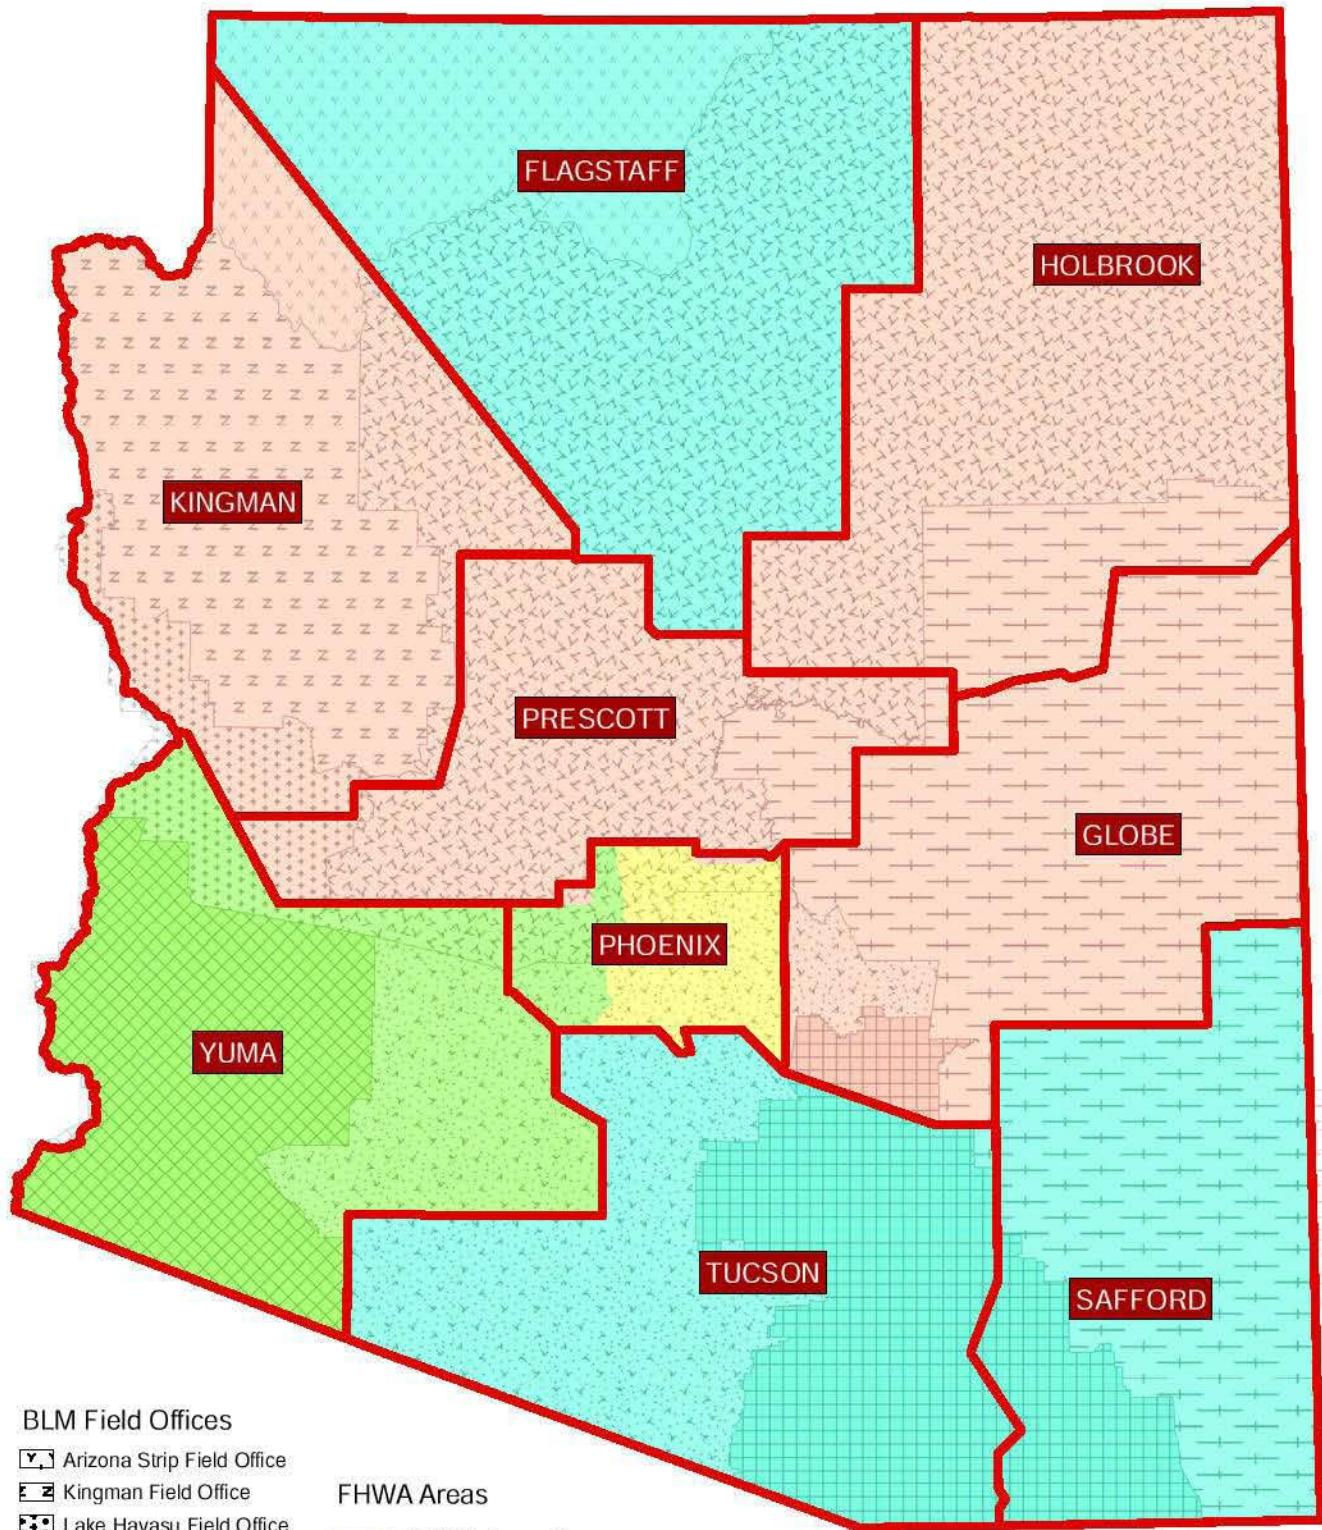 FLAGSTAFF
HOLBROOK
KINGMAN
PRESCOTT
GLOBE
PHOENIX
YUMA
TUCSON
SAFFORD
BLM Field Offices
Arizona Strip Field Office
Kingman Field Office
FHWA Areas
Lake Havasu Field Office